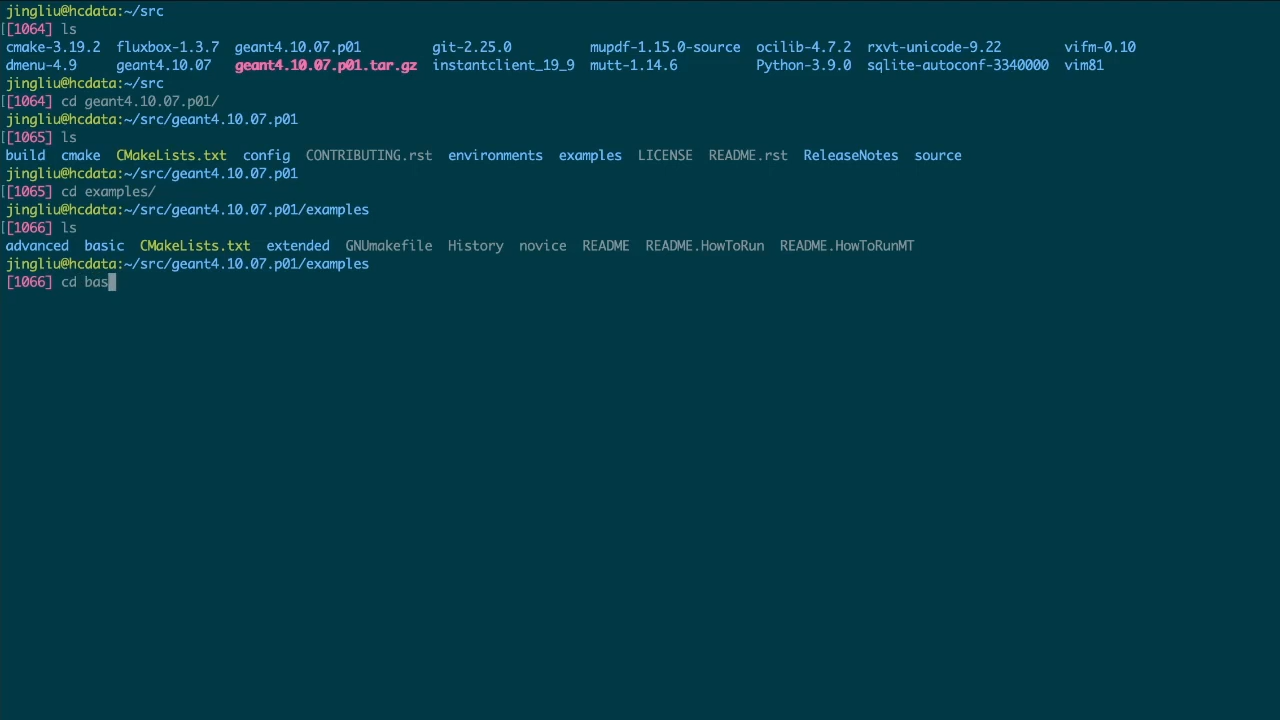 jingliu@hcdata:~/src
[[1064] ls
cmake-3.19.2 fluxbox-1.3.7 geant4.10.07.p01 git-2.25.0 mupdf-1.15.0-source ocilib-4.7.2 rxvt-unicode-9.22 vifm-0.10
dmenu-4.9 geant4.10.07 geant4.10.07.p01.tar.gz instantclient_19_9 mutt-1.14.6 Python-3.9.0 sqlite-autoconf-3340000 vim81
jingliu@hcdata:~/src
[[1064] cd geant4.10.07.p01/
jingliu@hcdata:~/src/geant4.10.07.p01
[[1065] ls
build cmake CMakeLists.txt config CONTRIBUTING.rst environments examples LICENSE README.rst ReleaseNotes source
jingliu@hcdata:~/src/geant4.10.07.p01
[[1065] cd examples/
jingliu@hcdata:~/src/geant4.10.07.p01/examples
[[1066] ls
advanced basic CMakeLists.txt extended GNUmakefile History novice README README.HowToRun README.HowToRunMT
jingliu@hcdata:~/src/geant4.10.07.p01/examples
[1066] cd bas